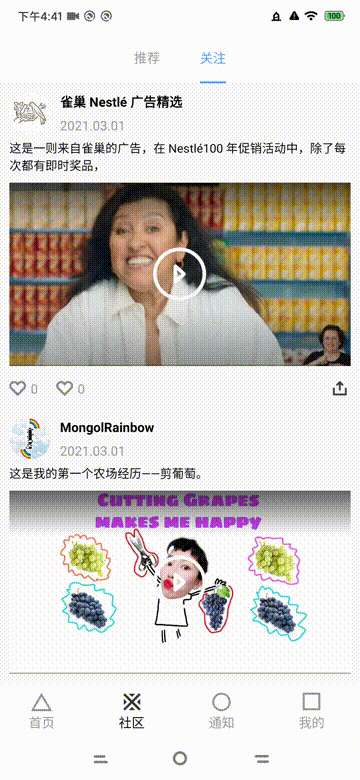 下午4:41
100
推荐
关注
雀巢 Nestlé 广告精选
2021.03.01
这是一则来自雀巢的广告，在 Nestlé100 年促销活动中，除了每
次都有即时奖品，
0
0
MongolRainbow
2021.03.01
这是我的第一个农场经历——剪葡萄。
CUTTING GRAPES
MAKES ME HAPPY
首页
社区
通知
我的